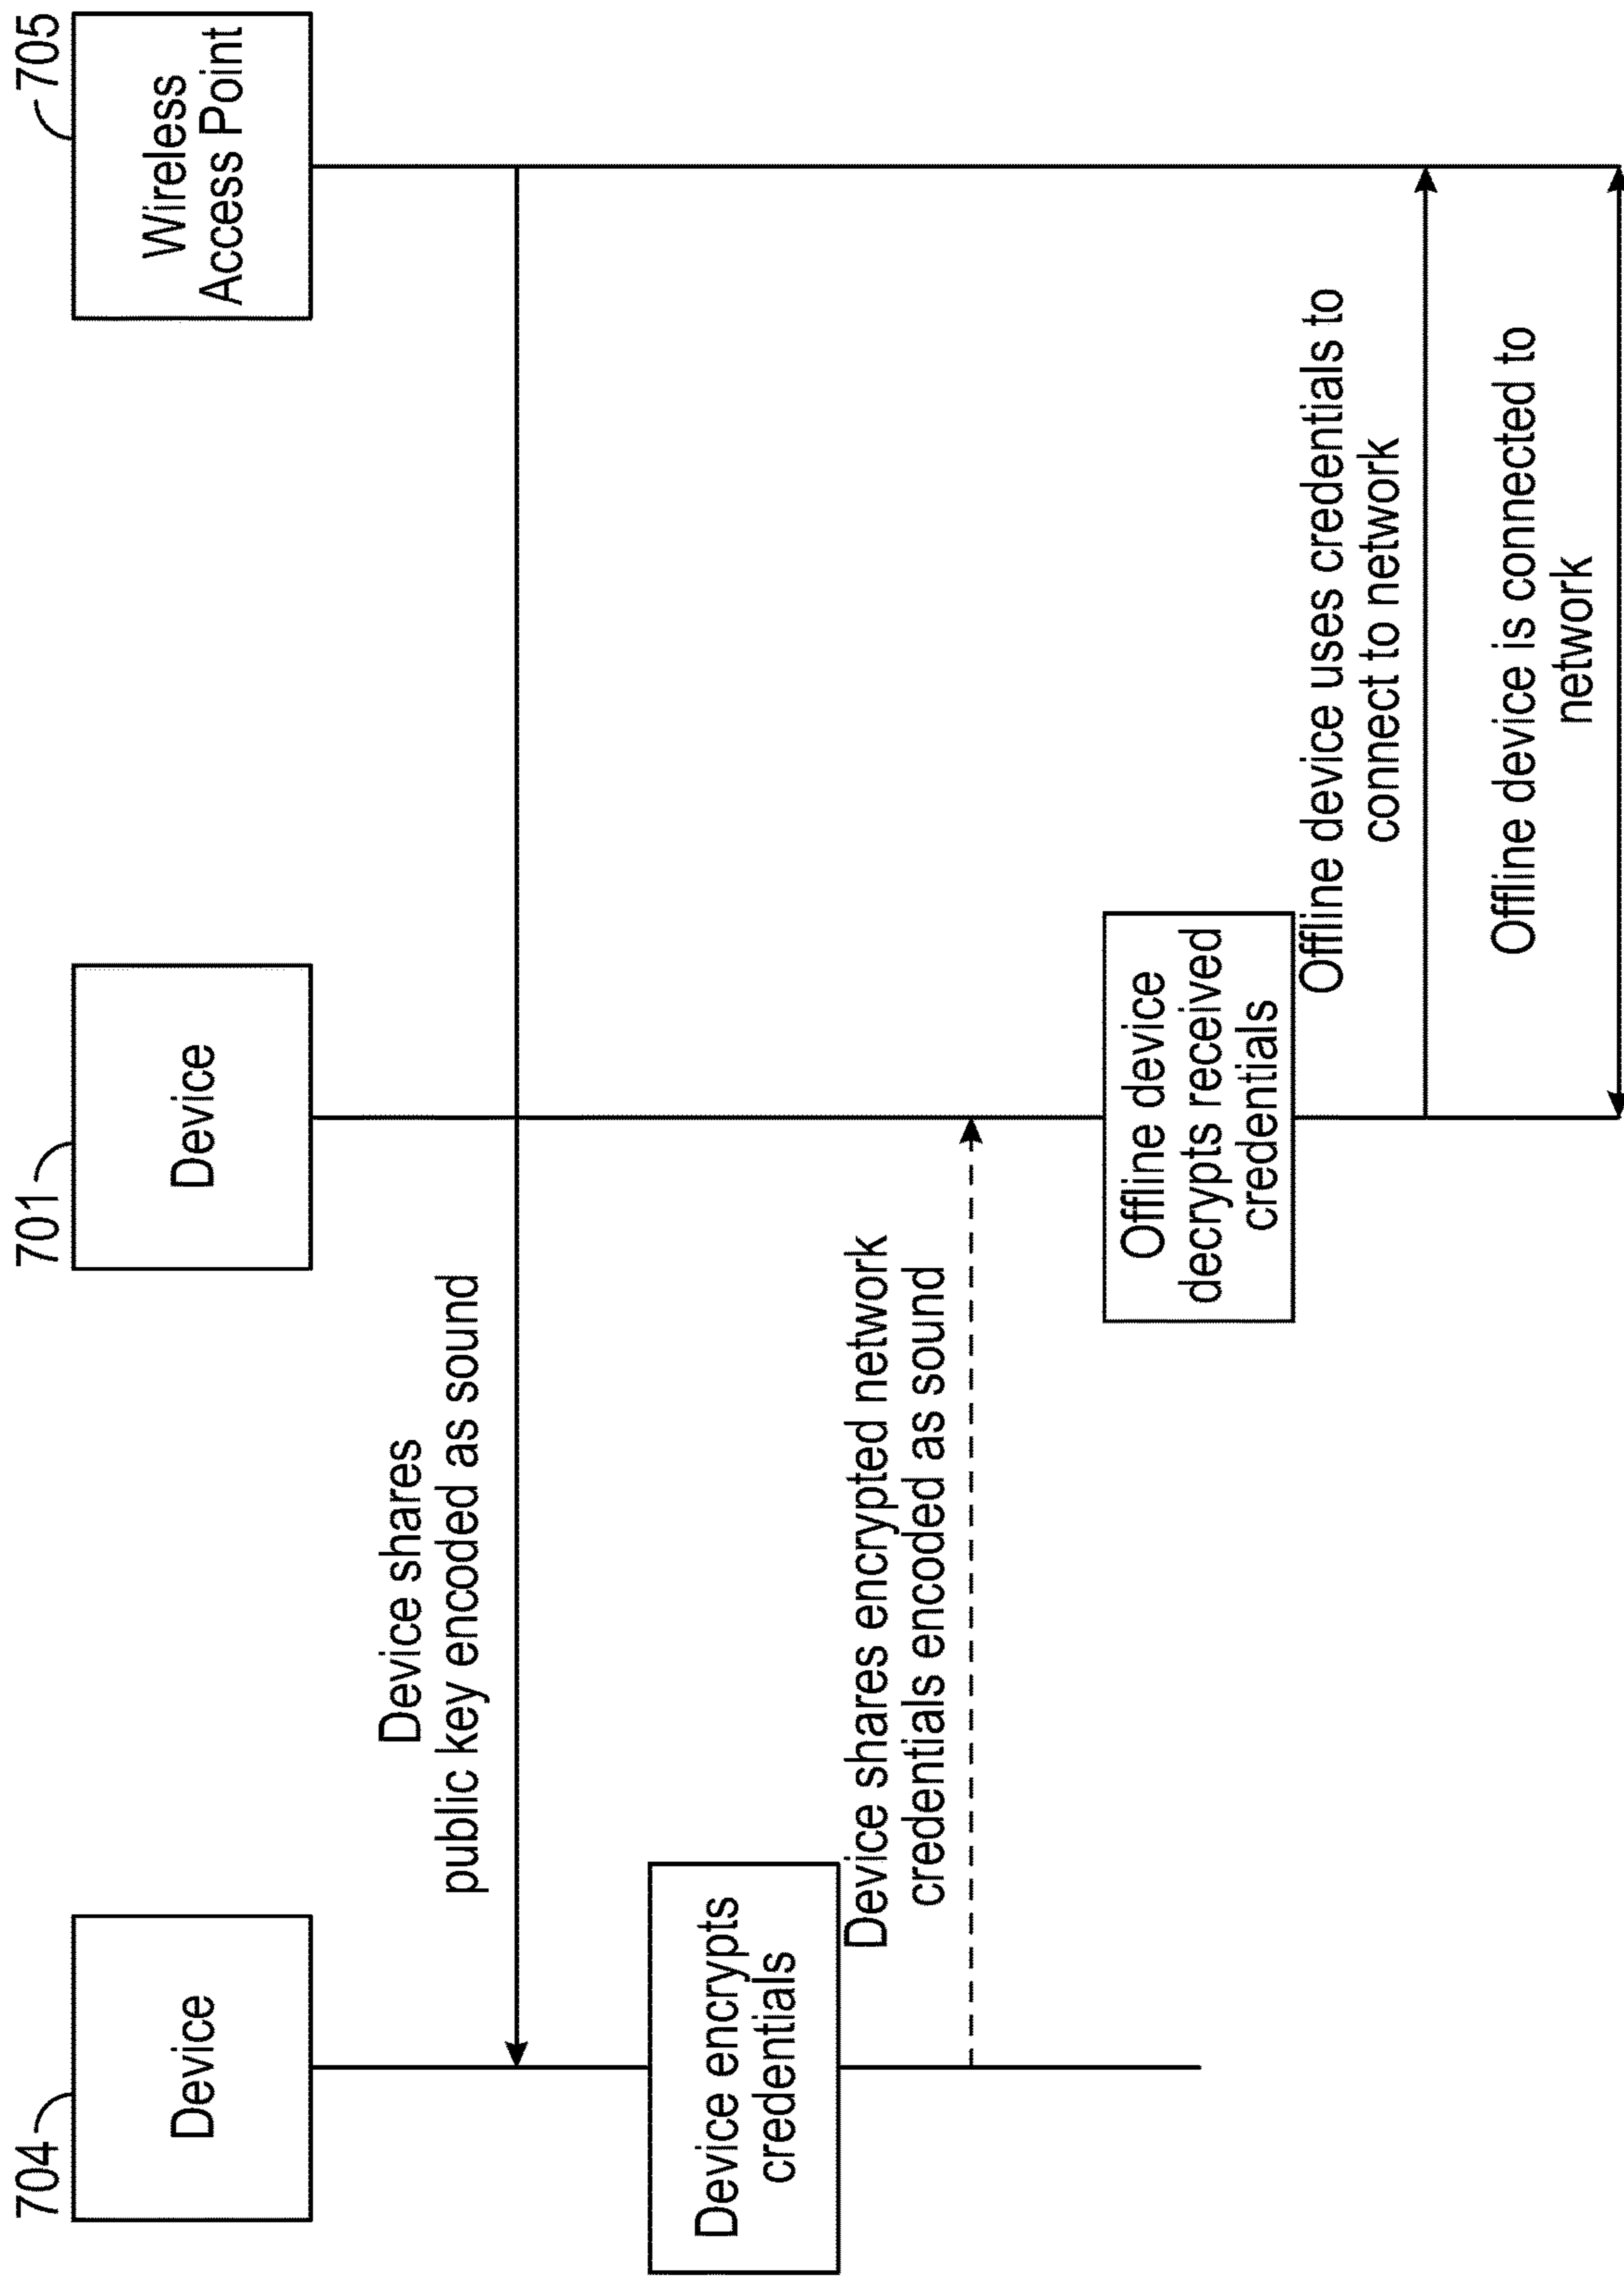 704
701
705
Device
Device
Wireless
Access Point
Device shares
public key encoded as sound
Device encrypts
credentials
Device shares encrypted network
credentials encoded as sound
Offline device
decrypts received
credentials
Offline device uses credentials to
connect to network
Offline device is connected to
network